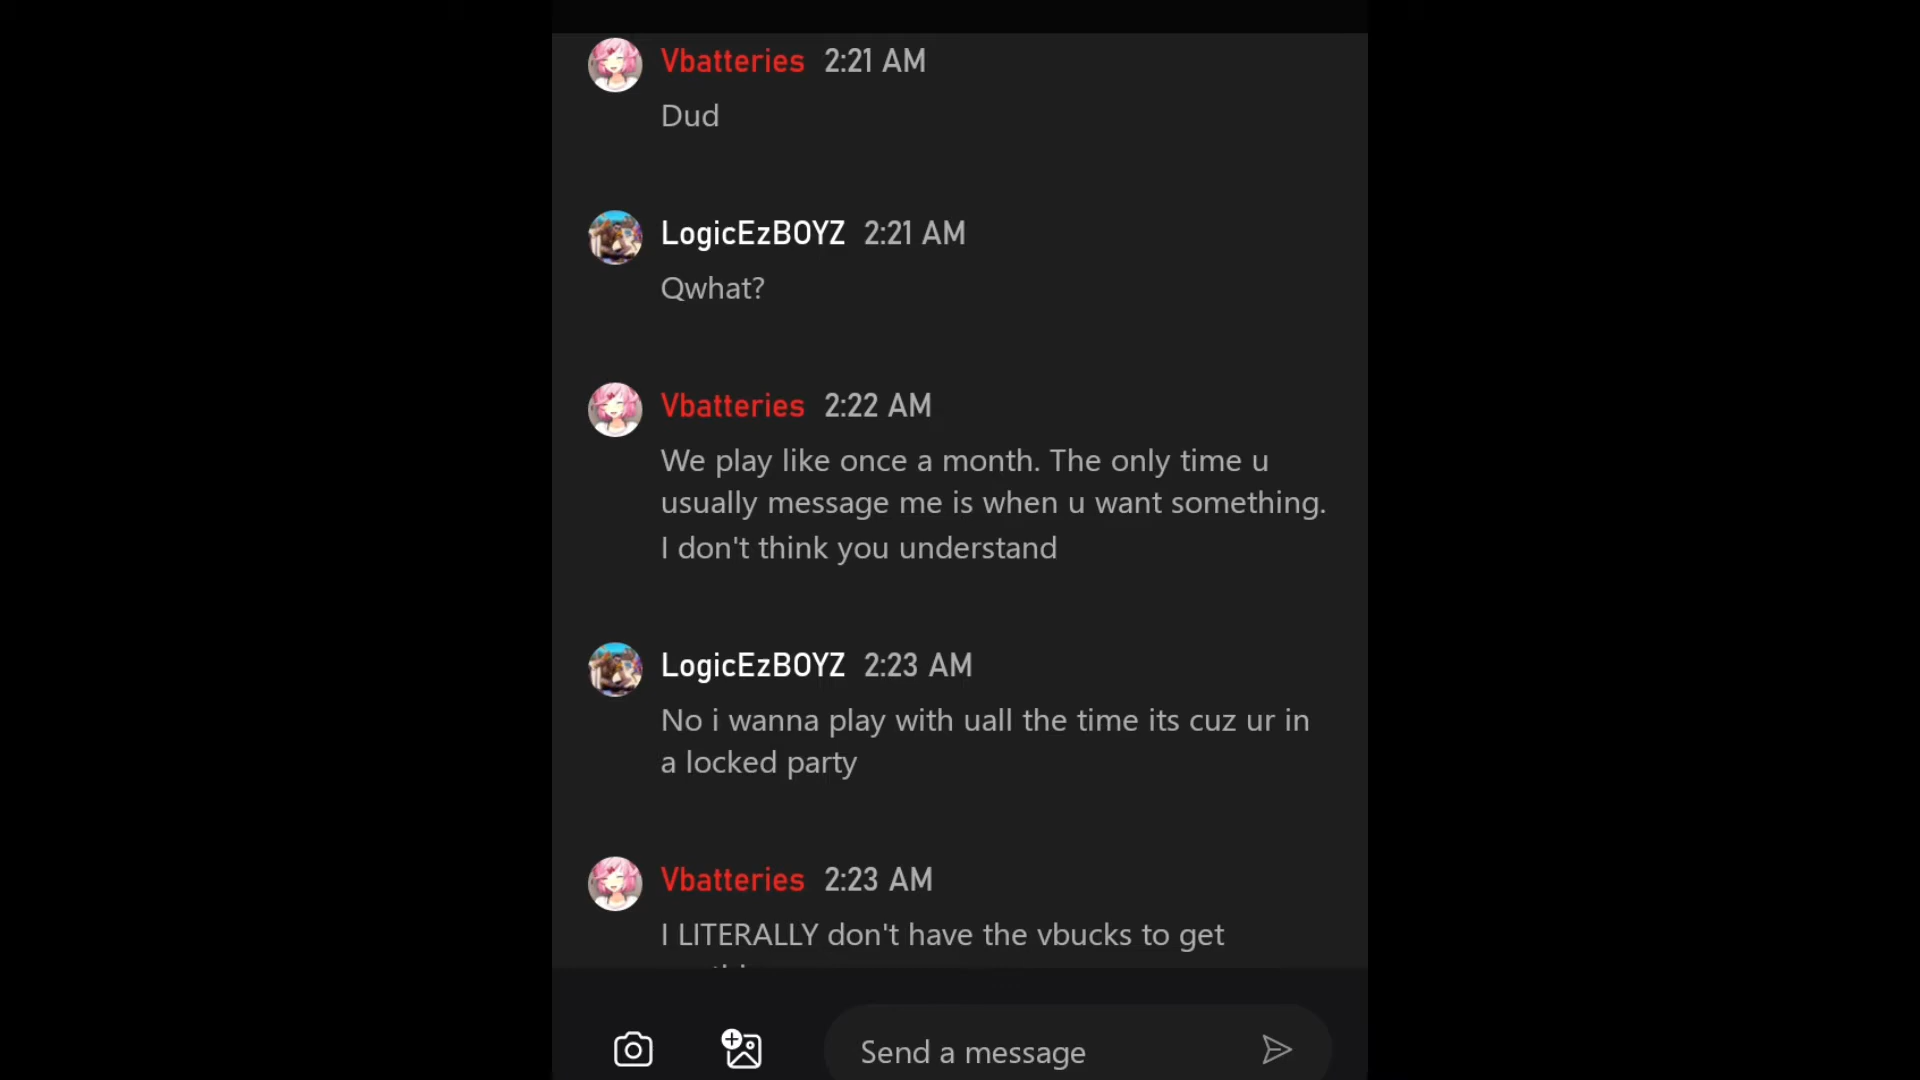 Vbatteries 2:21 AM
Dud
LogicEzBOYZ 2:21 AM
Qwhat?
Vbatteries 2:22 AM
We play like once a month. The only time u
usually message me is when u want something.
I don't think you understand
LogicEzBOYZ 2:23 AM
No i wanna play with uall the time its cuz ur in
a locked party
Vbatteries 2:23 AM
I LITERALLY don't have the vbucks to get
Send a message